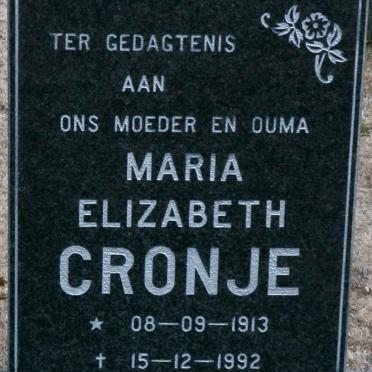 TER GEDAGTENIS
AAN
ONS MOEDER EN OUMA
MARIA
ELIZABETH
CRONJE
★ 08—09—1913
† 15—12—1992